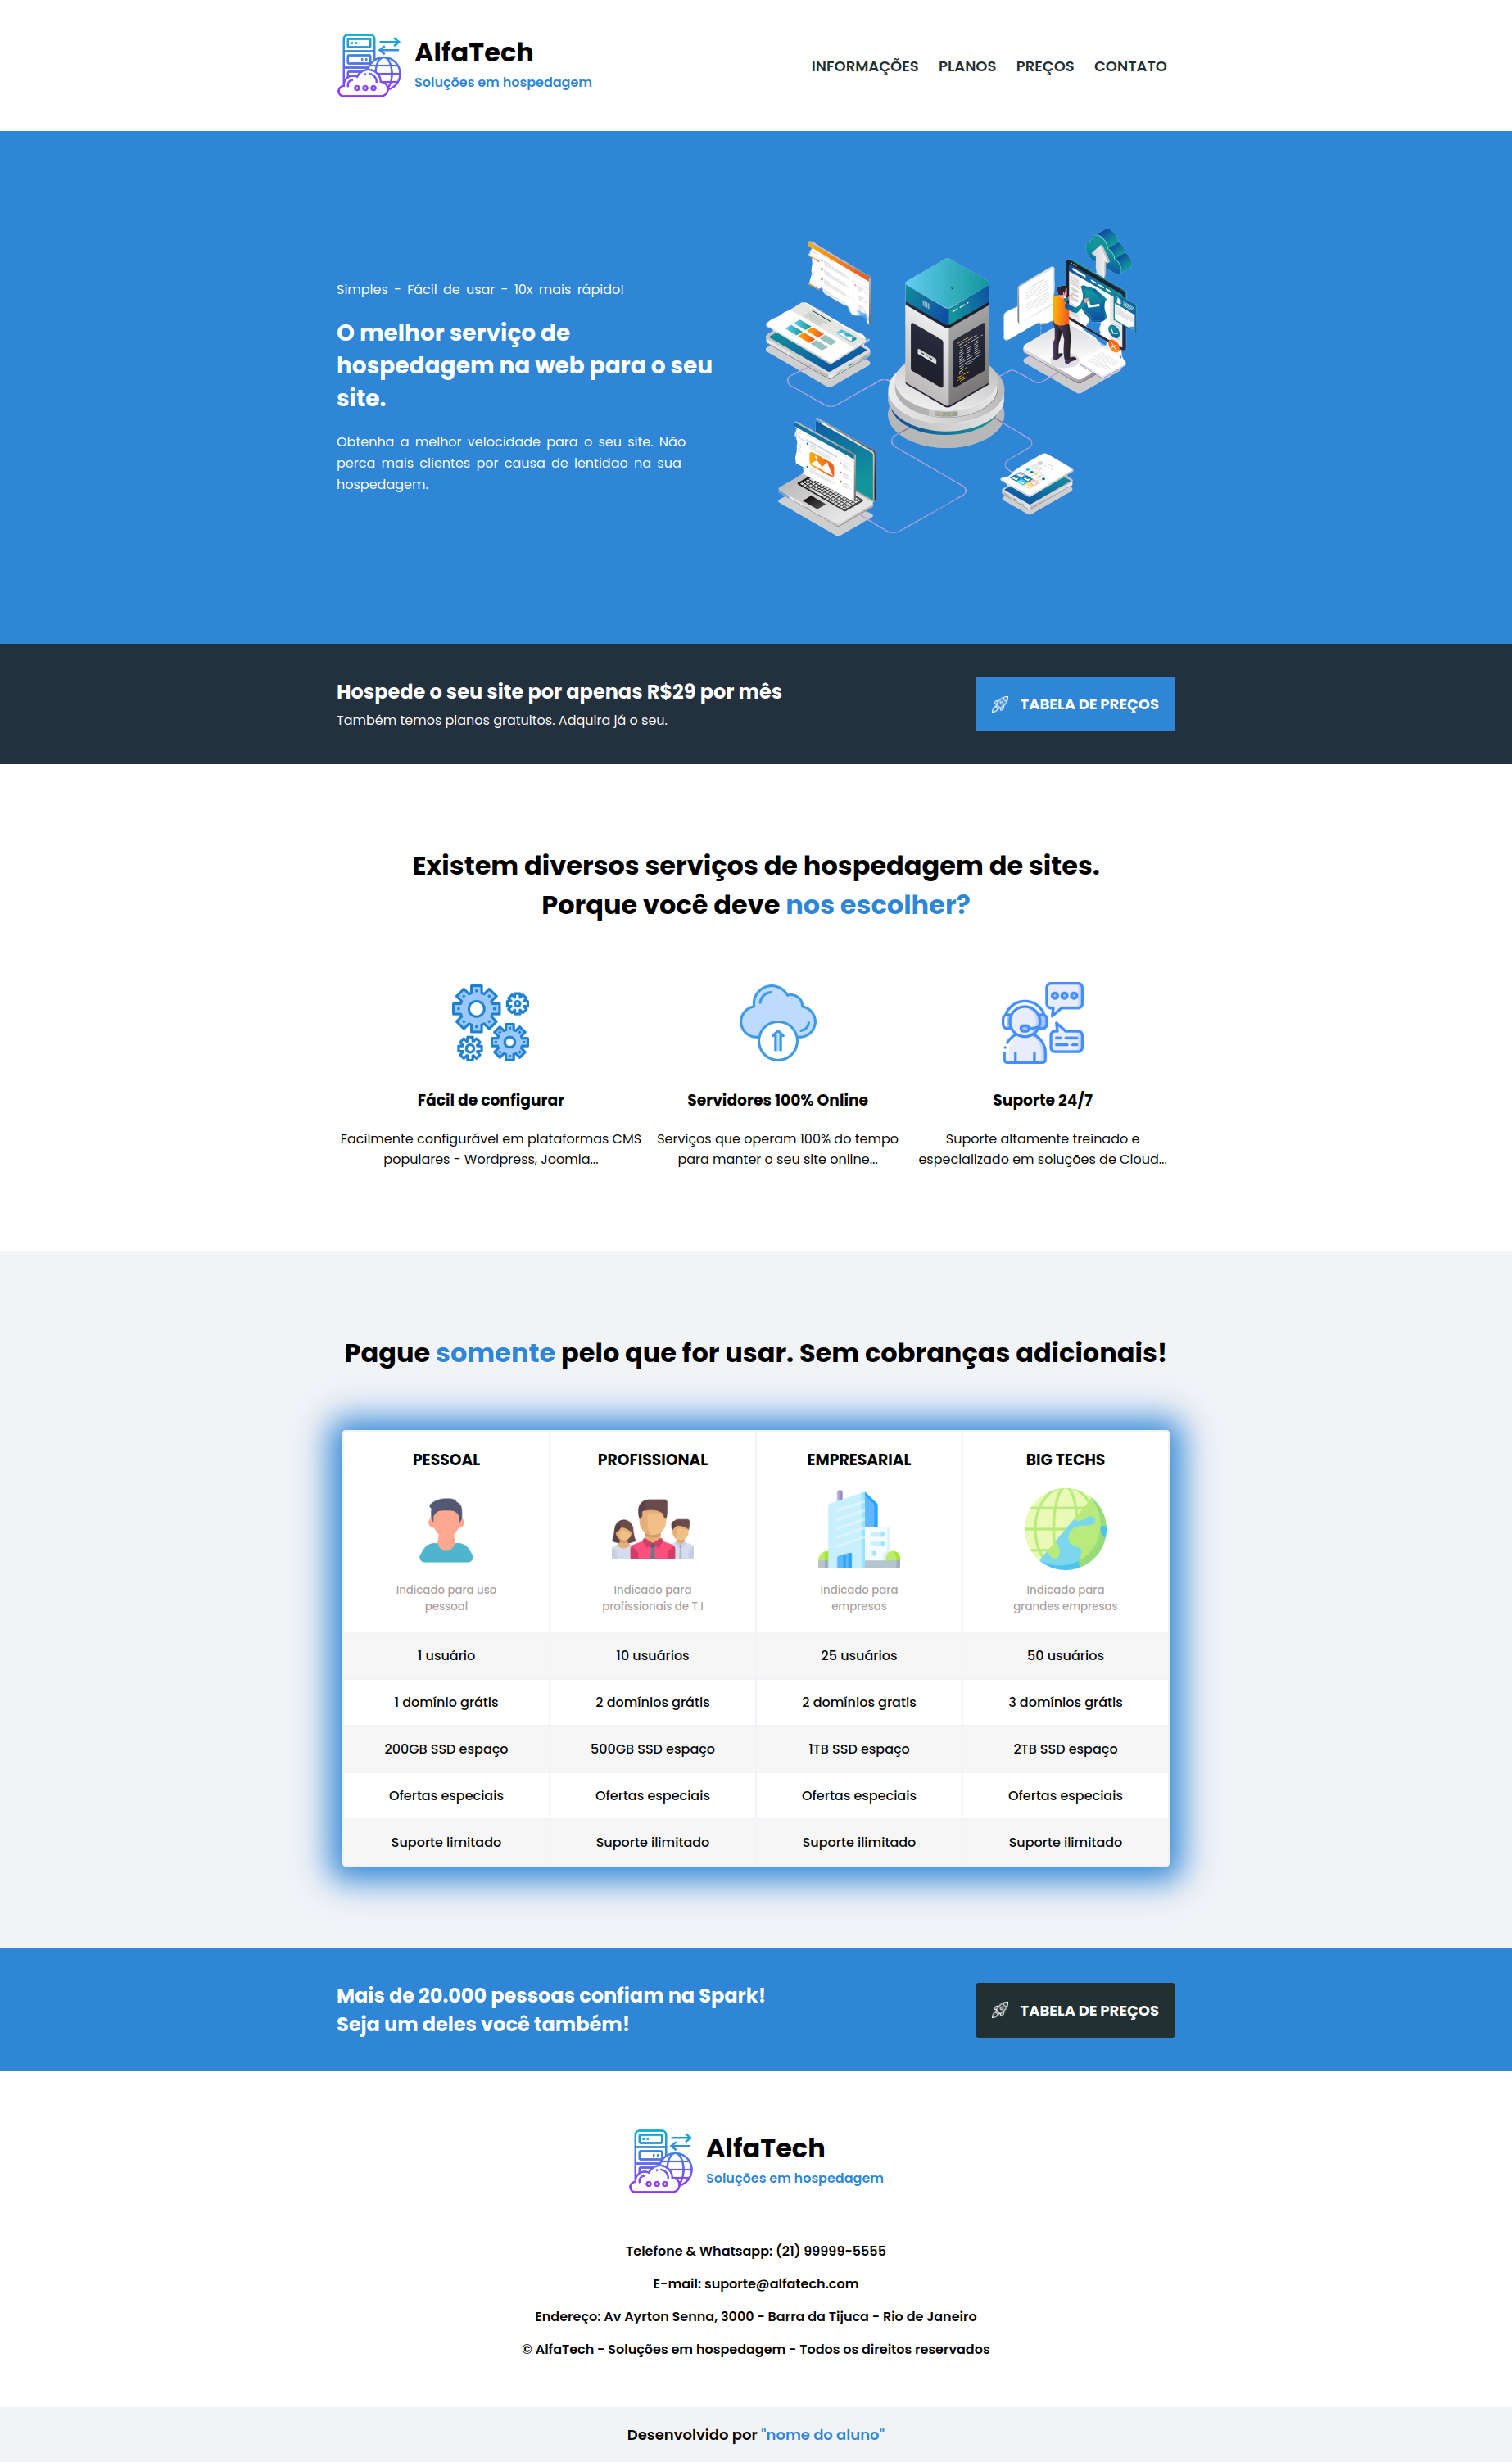 AlfaTech
Soluções em hospedagem
INFORMAÇÕES PLANOS PREÇOS CONTATO
Simples - Fácil de usar - 10x mais rápido!
O melhor serviço de
hospedagem na web para o seu
site.
Obtenha a melhor velocidade para o seu site. Não
perca mais clientes por causa de lentidão na sua
hospedagem.
Hospede o seu site por apenas R$29 por mês
Também temos planos gratuitos. Adquira já o seu.
TABELA DE PREÇOS
Existem diversos serviços de hospedagem de sites.
Porque você deve nos escolher?
Fácil de configurar
Facilmente configurável em plataformas CMS
populares - Wordpress, Joomia...
Servidores 100% Online
Serviços que operam 100% do tempo
para manter o seu site online...
Suporte 24/7
Suporte altamente treinado e
especializado em soluções de Cloud...
Pague somente pelo que for usar. Sem cobranças adicionais!
PESSOAL PROFISSIONAL EMPRESARIAL BIG TECHS
Indicado para uso
pessoal
Indicado para
profissionais de T.I
Indicado para
empresas
Indicado para
grandes empresas
1 usuário 10 usuários 25 usuários 50 usuários
1 domínio grátis 2 domínios grátis 2 domínios gratis 3 domínios grátis
200GB SSD espaço 500GB SSD espaço 1TB SSD espaço 2TB SSD espaço
Ofertas especiais Ofertas especiais Ofertas especiais Ofertas especiais
Suporte limitado Suporte ilimitado Suporte ilimitado Suporte ilimitado
Mais de 20.000 pessoas confiam na Spark!
Seja um deles você também!
TABELA DE PREÇOS
AlfaTech
Soluções em hospedagem
Telefone & Whatsapp: (21) 99999-5555
E-mail: suporte@alfatech.com
Endereço: Av Ayrton Senna, 3000 - Barra da Tijuca - Rio de Janeiro
© AlfaTech - Soluções em hospedagem - Todos os direitos reservados
Desenvolvido por "nome do aluno"